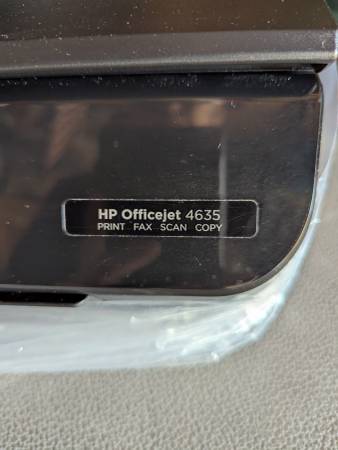 HP Officejet 4635
PRINT FAX SCAN COPY